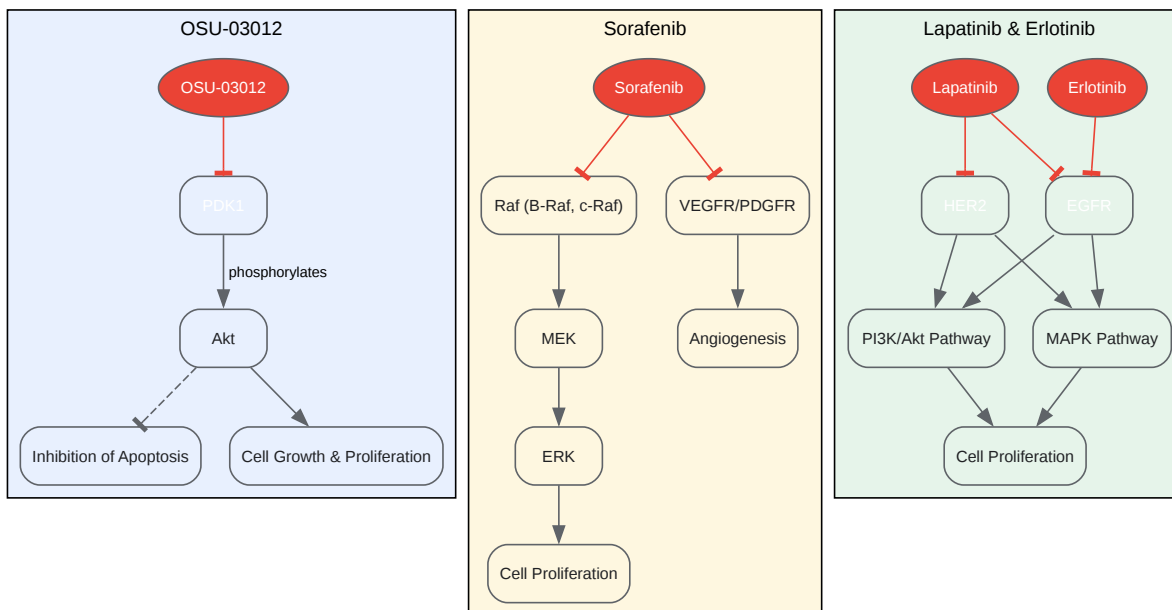 OSU-03012
OSU-03012
PDK1
phosphorylates
Akt
Inhibition of Apoptosis
Cell Growth & Proliferation
Sorafenib
Sorafenib
Raf (B-Raf, c-Raf)
VEGFR/PDGFR
MEK
Angiogenesis
ERK
Cell Proliferation
Lapatinib & Erlotinib
Lapatinib
Erlotinib
HER2
EGFR
PI3K/Akt Pathway
MAPK Pathway
Cell Proliferation